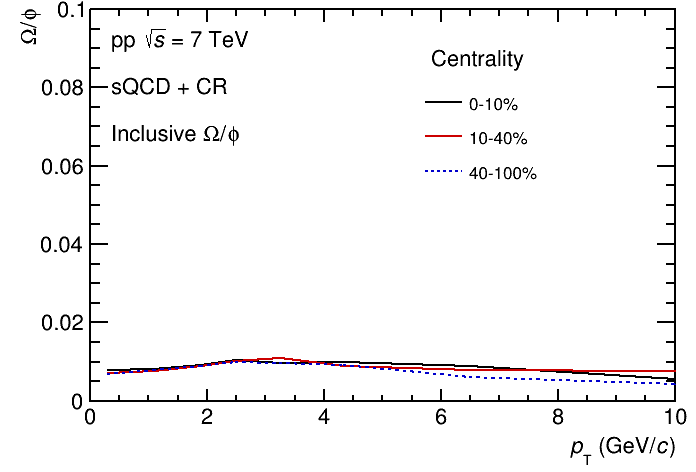 Ω/ϕ
0.1
0.08
0.06
0.04
0.02
0
pp √s = 7 TeV
sQCD + CR
Inclusive Ω/ϕ
Centrality
0-10%
10-40%
40-100%
0 2 4 6 8 10
p_T (GeV/c)